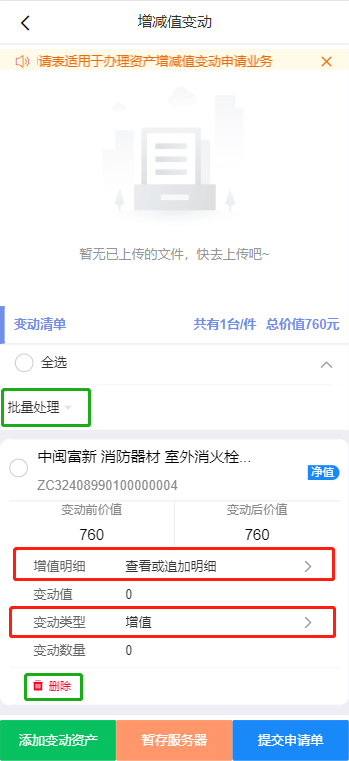 增减值变动
请表适用于办理资产增减值变动申请业务
暂无已上传的文件，快去上传吧~
变动清单 共有1台/件 总价值760元
全选
批量处理
中闽富新 消防器材 室外消火栓...
净值
ZC32408990100000004
变动前价值 变动后价值
760 760
增值明细 查看或追加明细
变动值 0
变动类型 增值
变动数量 0
删除
添加变动资产 暂存服务器 提交申请单